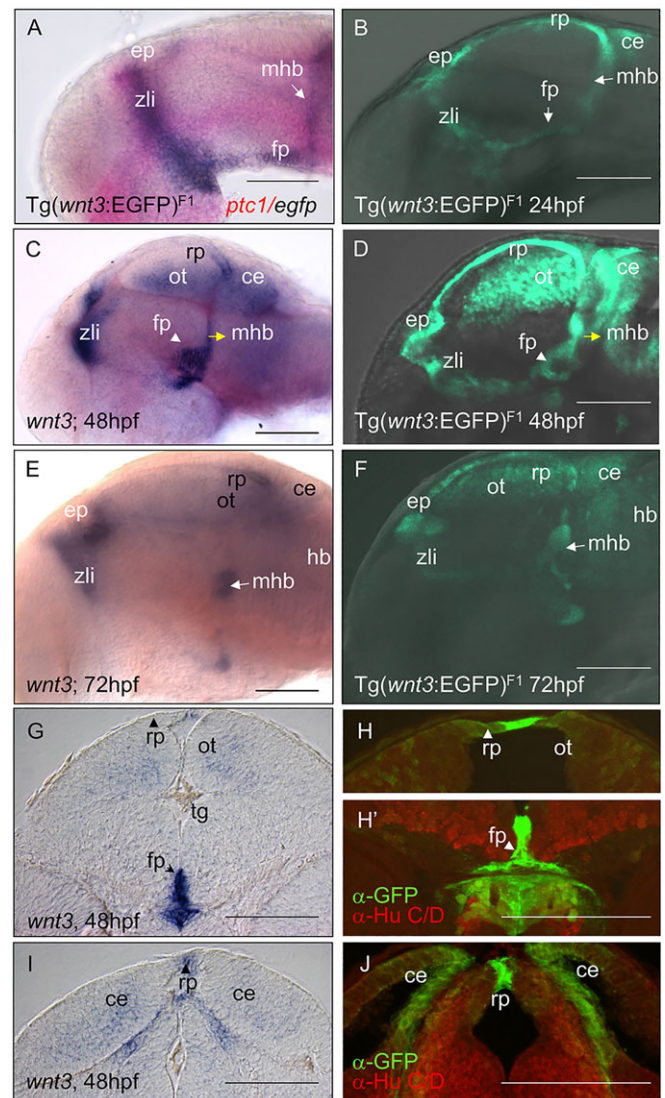 A
ep
mhb
zli
fp
Tg(wnt3:EGFP)F1 ptc1/egfp
B
rp
ce
ep
mhb
fp
zli
Tg(wnt3:EGFP)F1 24hpf
C
rp
ot
ce
zli
fp
mhb
wnt3; 48hpf
D
rp
ce
ot
ep
zli
fp
mhb
Tg(wnt3:EGFP)F1 48hpf
E
rp
ce
ot
ep
hb
zli
mhb
wnt3; 72hpf
F
rp
ce
ot
ep
hb
zli
mhb
Tg(wnt3:EGFP)F1 72hpf
G
rp
ot
tg
fp
wnt3, 48hpf
H
rp
ot
H'
fp
α-GFP
α-Hu C/D
I
rp
ce
ce
wnt3, 48hpf
J
ce
ce
rp
α-GFP
α-Hu C/D